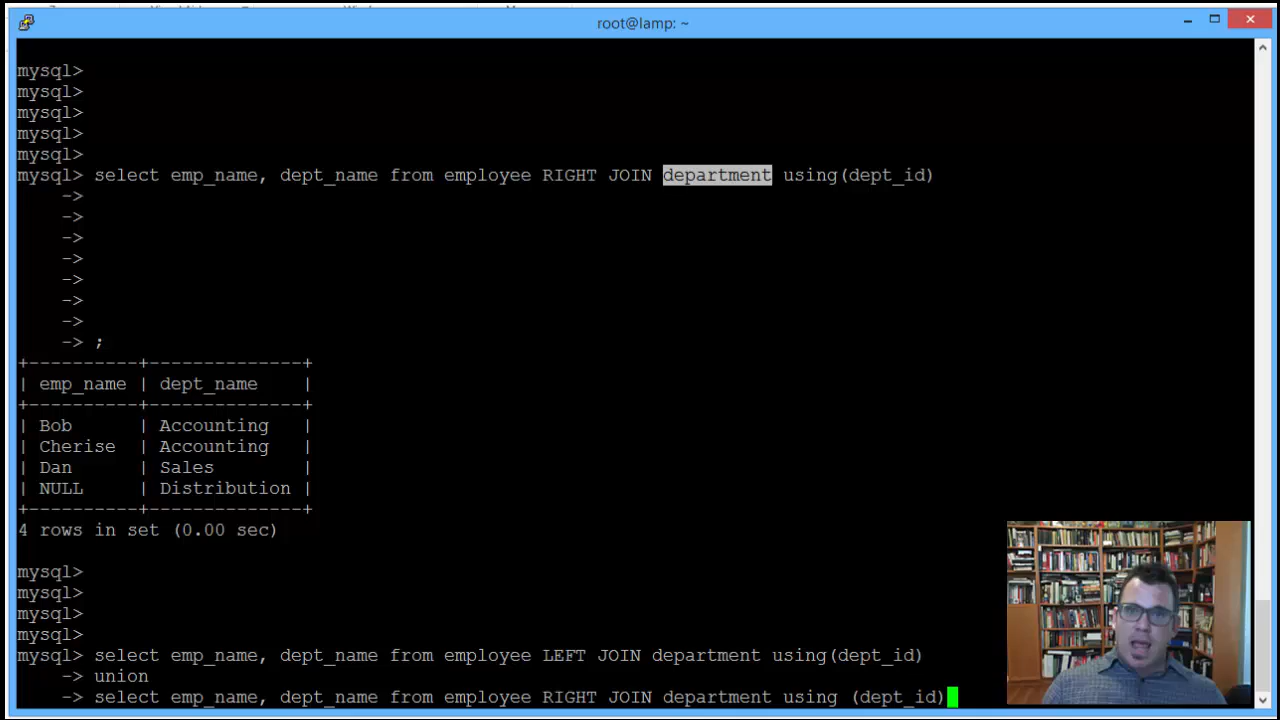 root@lamp: ~
mysql>
mysql>
mysql>
mysql>
mysql>
mysql> select emp_name, dept_name from employee RIGHT JOIN department using(dept_id)
->
->
->
->
->
->
->
-> ;
+----------+--------------+
| emp_name | dept_name    |
+----------+--------------+
| Bob      | Accounting   |
| Cherise  | Accounting   |
| Dan      | Sales        |
| NULL     | Distribution |
+----------+--------------+
4 rows in set (0.00 sec)
mysql>
mysql>
mysql>
mysql>
mysql> select emp_name, dept_name from employee LEFT JOIN department using(dept_id)
-> union
-> select emp_name, dept_name from employee RIGHT JOIN department using (dept_id)